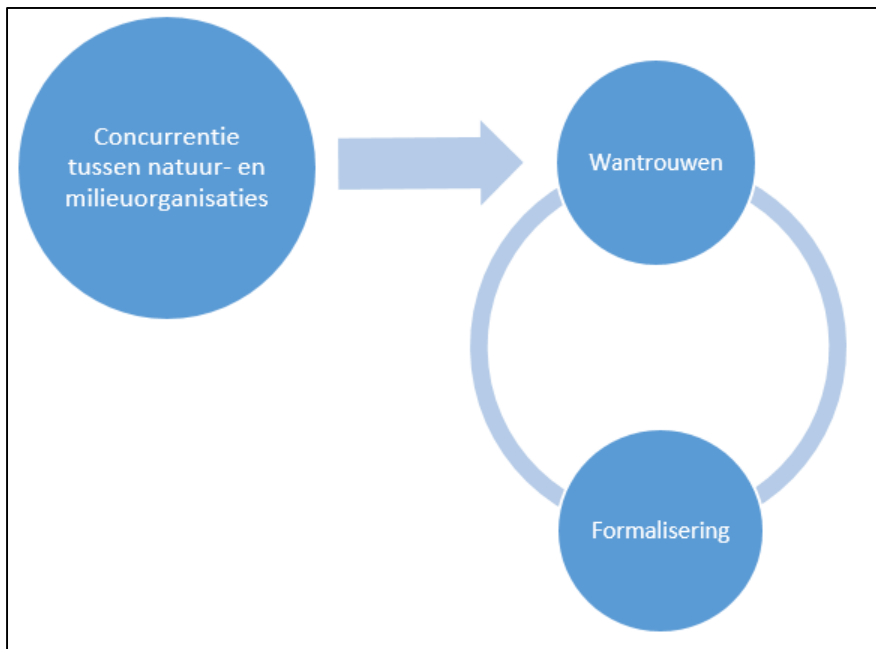 Concurrentie
tussen natuur- en
milieuorganisaties
Wantrouwen
Formalisering